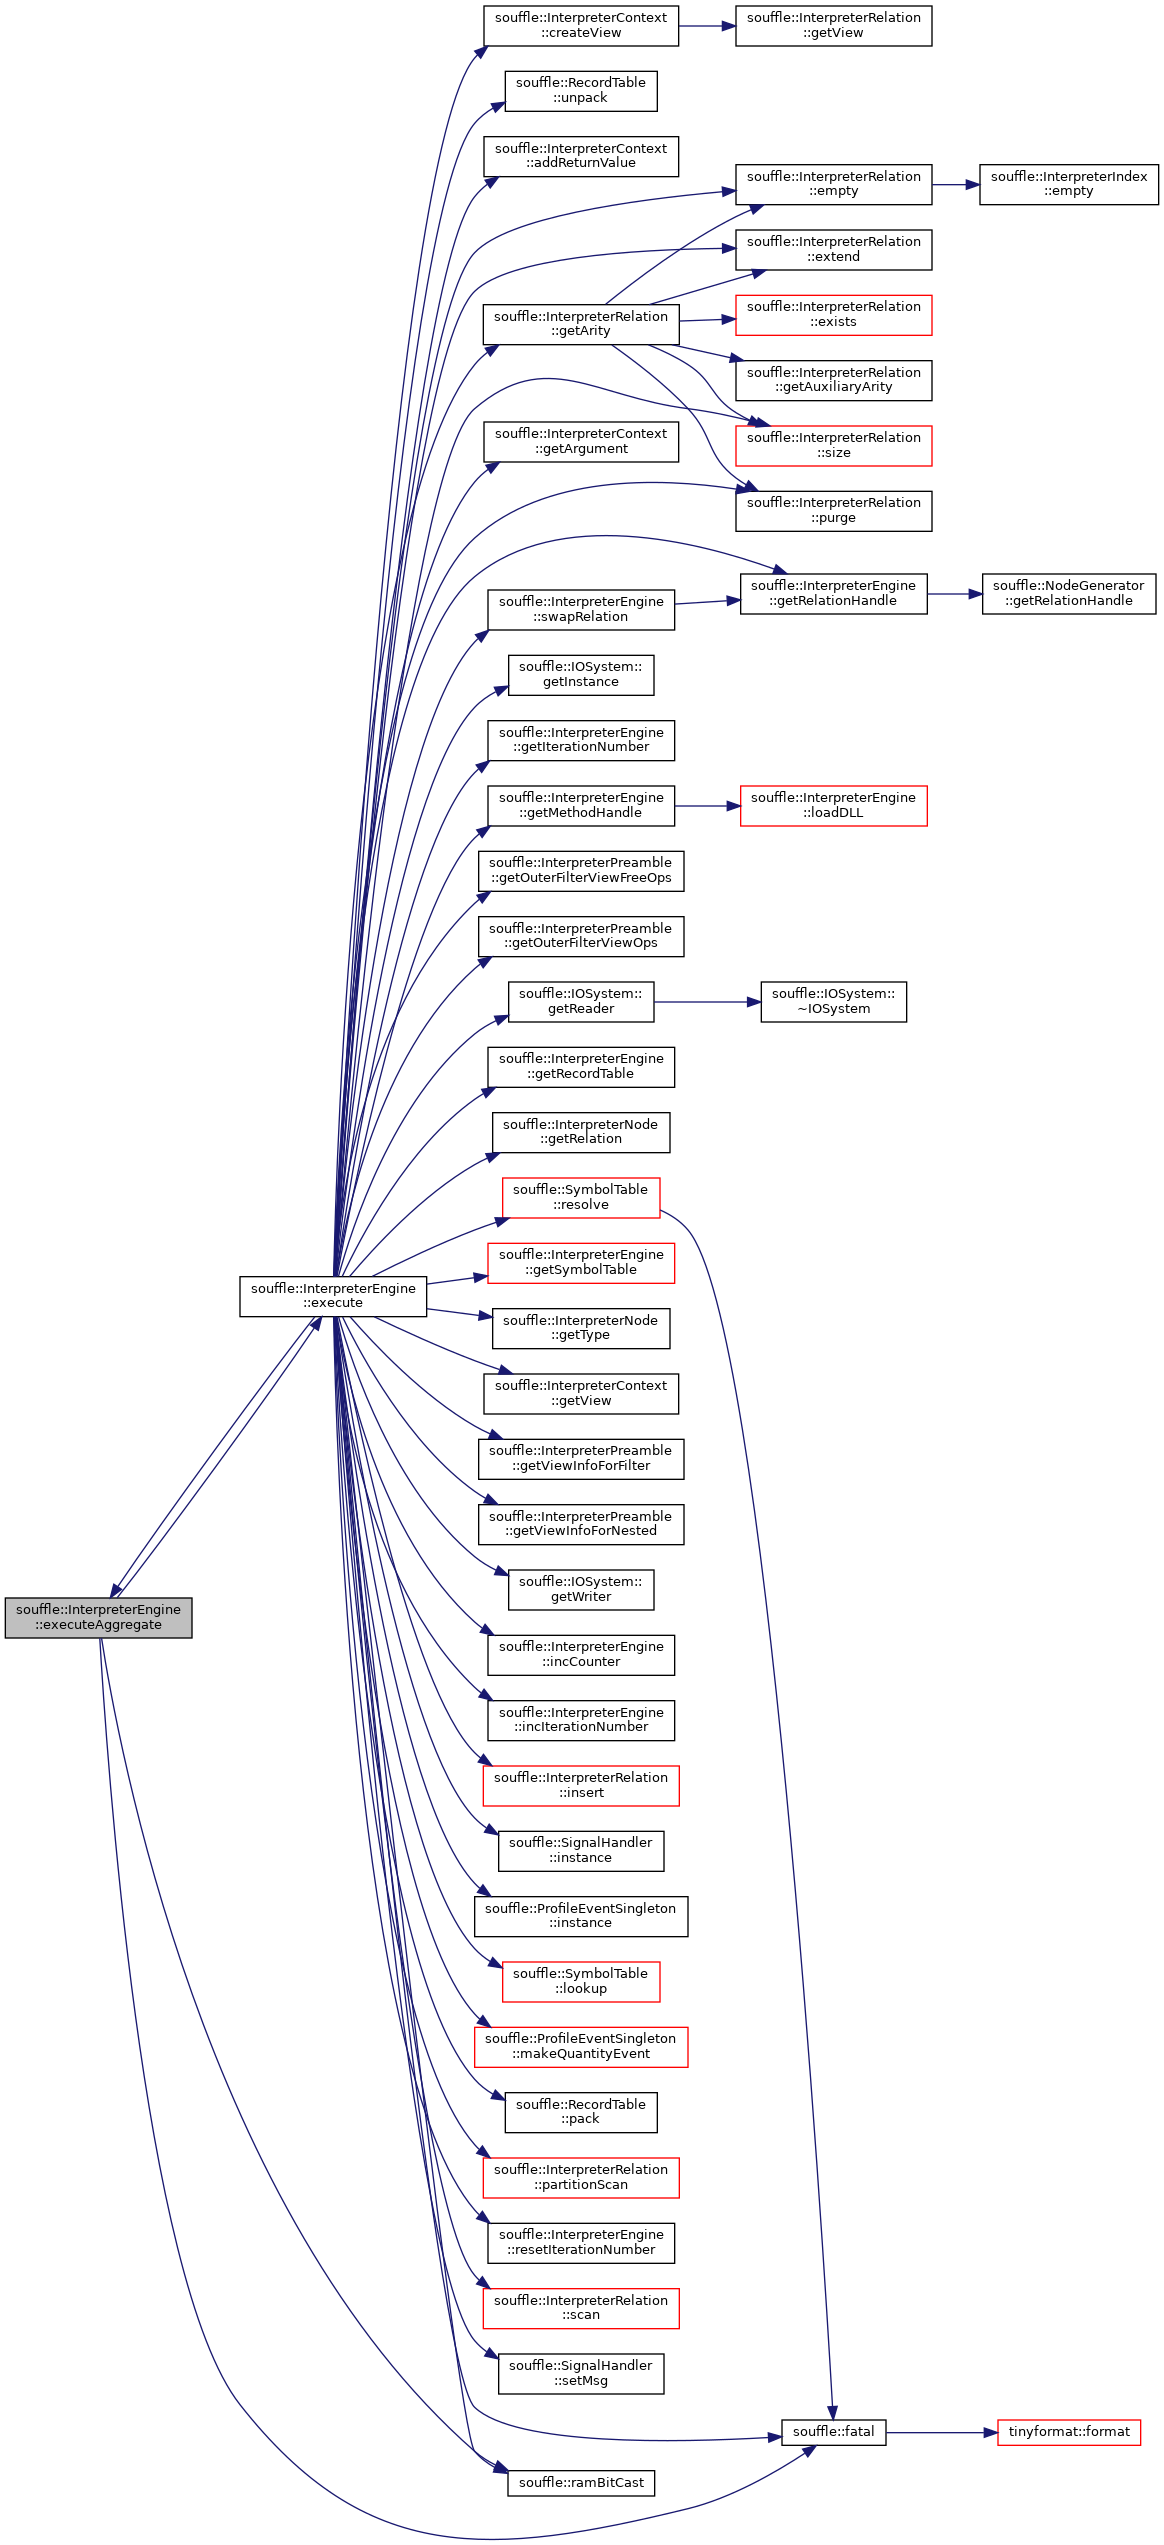 souffle::InterpreterContext
::createView
souffle::InterpreterRelation
::getView
souffle::RecordTable
::unpack
souffle::InterpreterContext
::addReturnValue
souffle::InterpreterRelation
::empty
souffle::InterpreterIndex
::empty
souffle::InterpreterRelation
::extend
souffle::InterpreterRelation
::getArity
souffle::InterpreterRelation
::exists
souffle::InterpreterRelation
::getAuxiliaryArity
souffle::InterpreterContext
::getArgument
souffle::InterpreterRelation
::size
souffle::InterpreterRelation
::purge
souffle::InterpreterEngine
::getRelationHandle
souffle::NodeGenerator
::getRelationHandle
souffle::InterpreterEngine
::swapRelation
souffle::IOSystem::
getInstance
souffle::InterpreterEngine
::getIterationNumber
souffle::InterpreterEngine
::getMethodHandle
souffle::InterpreterEngine
::loadDLL
souffle::InterpreterPreamble
::getOuterFilterViewFreeOps
souffle::InterpreterPreamble
::getOuterFilterViewOps
souffle::IOSystem::
getReader
souffle::IOSystem::
~IOSystem
souffle::InterpreterEngine
::getRecordTable
souffle::InterpreterNode
::getRelation
souffle::SymbolTable
::resolve
souffle::InterpreterEngine
::getSymbolTable
souffle::InterpreterEngine
::execute
souffle::InterpreterNode
::getType
souffle::InterpreterContext
::getView
souffle::InterpreterPreamble
::getViewInfoForFilter
souffle::InterpreterPreamble
::getViewInfoForNested
souffle::IOSystem::
getWriter
souffle::InterpreterEngine
::executeAggregate
souffle::InterpreterEngine
::incCounter
souffle::InterpreterEngine
::incIterationNumber
souffle::InterpreterRelation
::insert
souffle::SignalHandler
::instance
souffle::ProfileEventSingleton
::instance
souffle::SymbolTable
::lookup
souffle::ProfileEventSingleton
::makeQuantityEvent
souffle::RecordTable
::pack
souffle::InterpreterRelation
::partitionScan
souffle::InterpreterEngine
::resetIterationNumber
souffle::InterpreterRelation
::scan
souffle::SignalHandler
::setMsg
souffle::fatal
tinyformat::format
souffle::ramBitCast